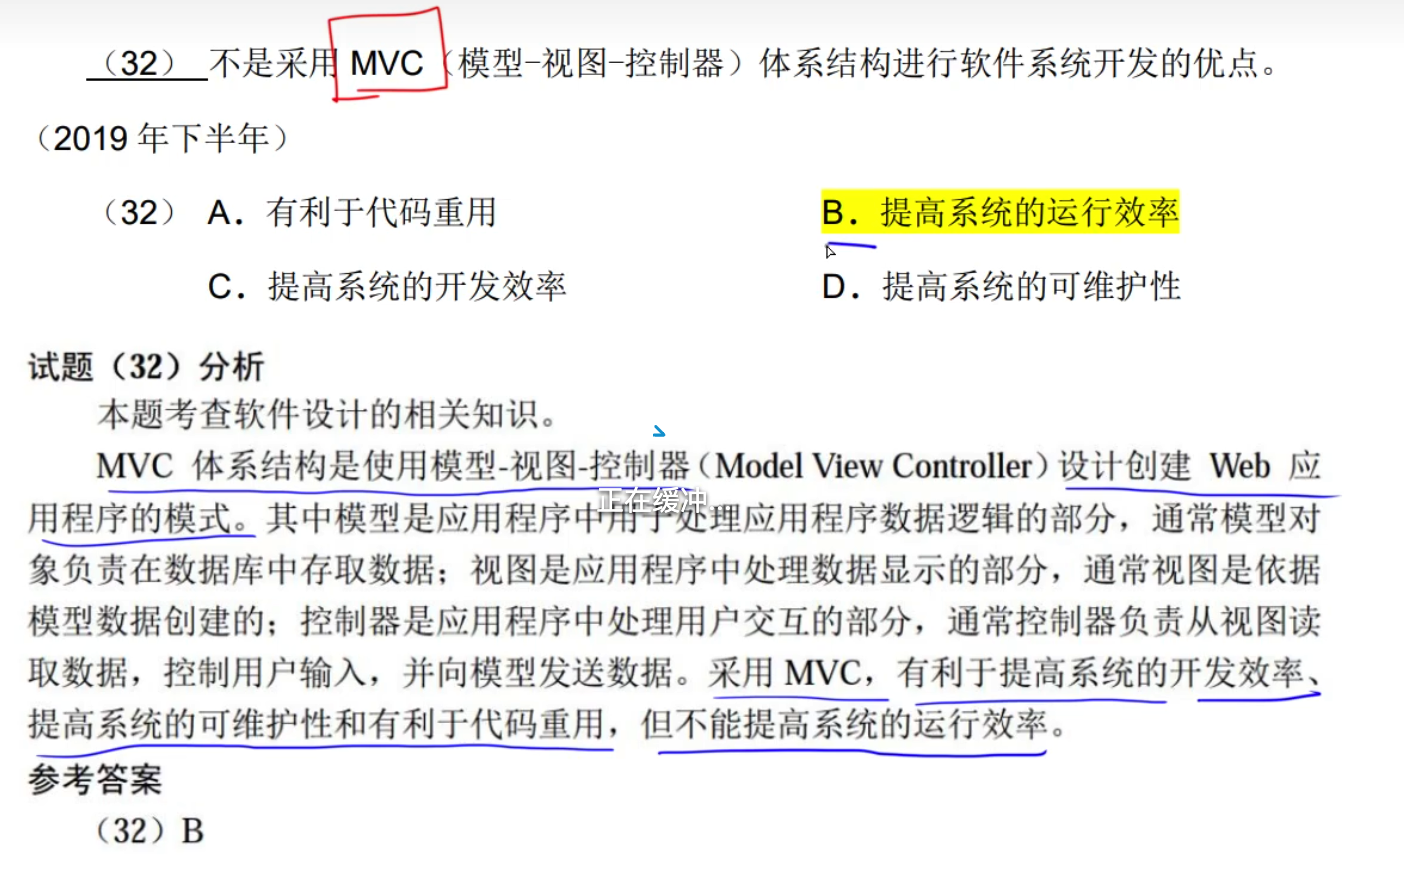 （32） 不是采用 MVC（模型-视图-控制器）体系结构进行软件系统开发的优点。
（2019 年下半年）
（32） A．有利于代码重用 B．提高系统的运行效率
C．提高系统的开发效率 D．提高系统的可维护性
试题（32）分析
本题考查软件设计的相关知识。
MVC 体系结构是使用模型-视图-控制器（Model View Controller）设计创建 Web 应
正在缓冲...
用程序的模式。其中模型是应用程序中用于处理应用程序数据逻辑的部分，通常模型对
象负责在数据库中存取数据；视图是应用程序中处理数据显示的部分，通常视图是依据
模型数据创建的；控制器是应用程序中处理用户交互的部分，通常控制器负责从视图读
取数据，控制用户输入，并向模型发送数据。采用 MVC，有利于提高系统的开发效率、
提高系统的可维护性和有利于代码重用，但不能提高系统的运行效率。
参考答案
（32）B